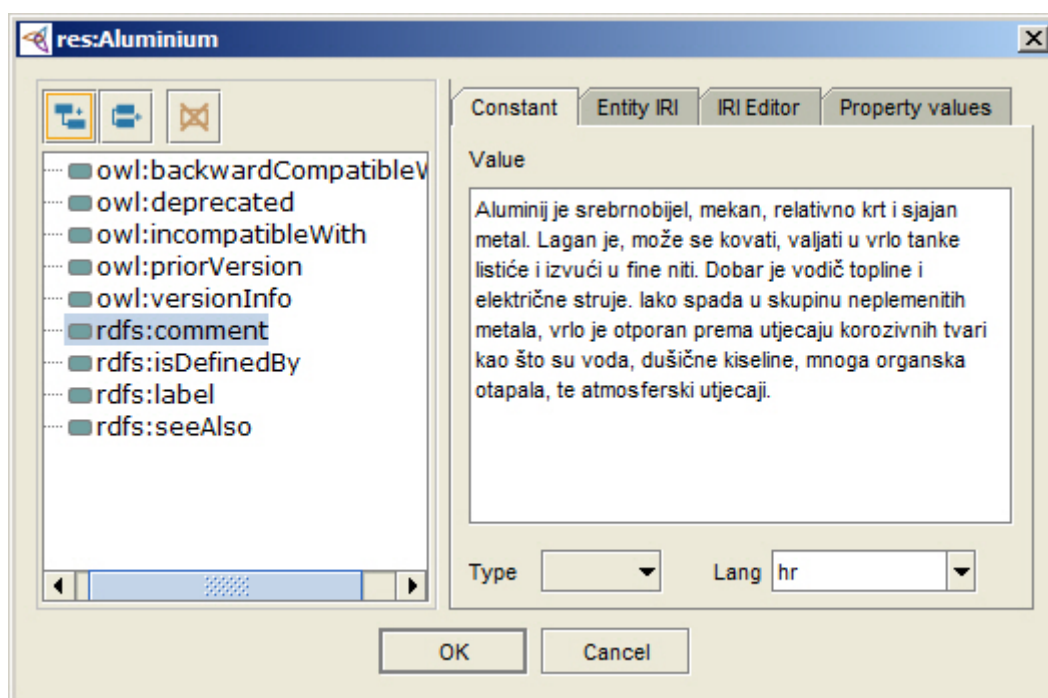 res:Aluminium
Constant
Entity IRI
IRI Editor
Property values
owl:backwardCompatibleW
owl:deprecated
owl:incompatibleWith
owl:priorVersion
owl:versionInfo
rdfs:comment
rdfs:isDefinedBy
rdfs:label
rdfs:seeAlso
Value
Aluminij je srebrnobijel, mekan, relativno krt i sjajan
metal. Lagan je, može se kovati, valjati u vrlo tanke
listiće i izvući u fine niti. Dobar je vodič topline i
električne struje. Iako spada u skupinu neplemenitih
metala, vrlo je otporan prema utjecaju korozivnih tvari
kao što su voda, dušične kiseline, mnoga organska
otapala, te atmosferski utjecaji.
Type
Lang hr
OK
Cancel